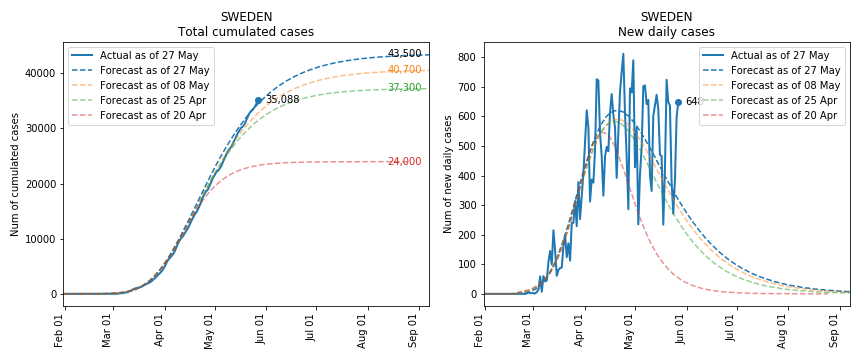 SWEDEN
Total cumulated cases
Actual as of 27 May
Forecast as of 27 May
Forecast as of 08 May
Forecast as of 25 Apr
Forecast as of 20 Apr
43,500
40,700
37,300
35,088
24,000
Num of cumulated cases
40000
30000
20000
10000
0
Feb 01
Mar 01
Apr 01
May 01
Jun 01
Jul 01
Aug 01
Sep 01
SWEDEN
New daily cases
Actual as of 27 May
Forecast as of 27 May
Forecast as of 08 May
Forecast as of 25 Apr
Forecast as of 20 Apr
648
Num of new daily cases
800
700
600
500
400
300
200
100
0
Feb 01
Mar 01
Apr 01
May 01
Jun 01
Jul 01
Aug 01
Sep 01